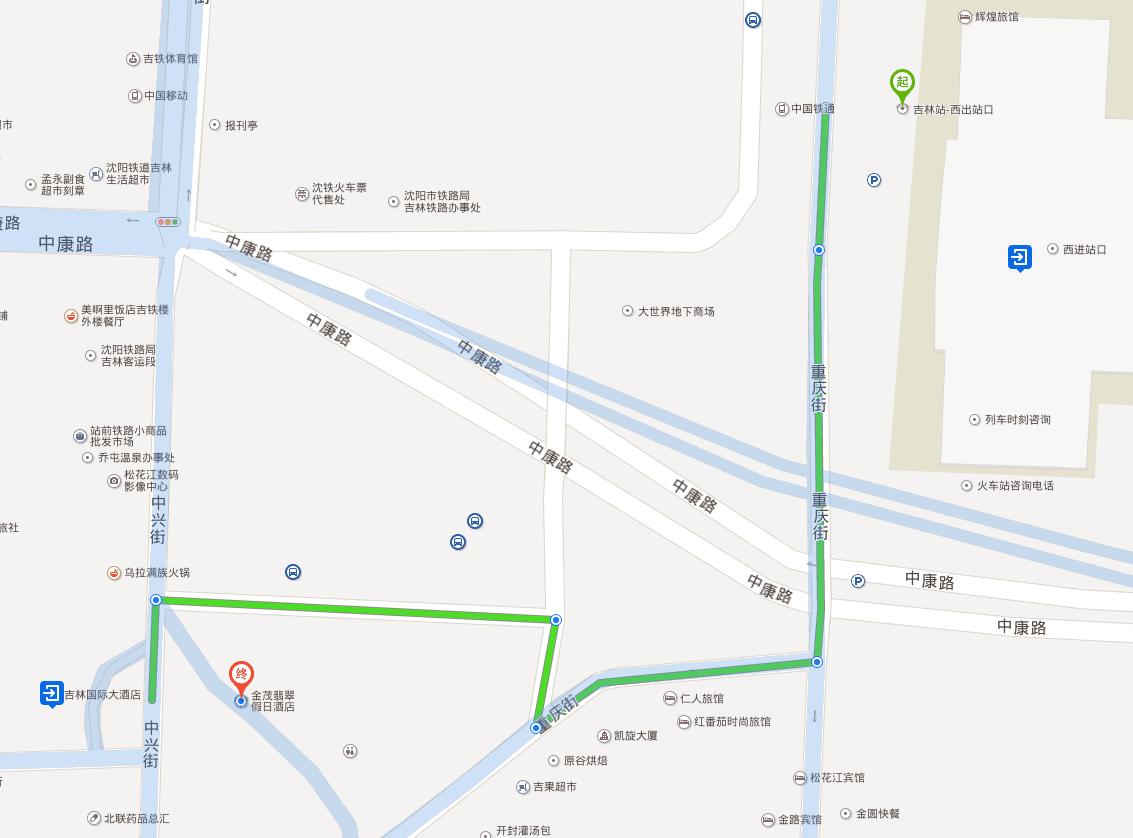 街
辉煌旅馆
吉铁体育馆
起
中国移动
中国铁通
吉林站-西出站口
市
报刊亭
沈阳铁道吉林
生活超市
孟永副食
超市刻章
沈铁火车票
代售处
沈阳市铁路局
吉林铁路办事处
P
康路
中康路
中康路
西进站口
美啊里饭店吉铁楼
外楼餐厅
铺
大世界地下商场
中康路
沈阳铁路局
吉林客运段
中康路
重庆街
列车时刻咨询
站前铁路小商品
批发市场
乔屯温泉办事处
中康路
松花江数码
影像中心
火车站咨询电话
中康路
中兴街
重庆街
旅社
乌拉满族火锅
P
中康路
中康路
中康路
终
吉林国际大酒店
金茂翡翠
假日酒店
仁人旅馆
重庆街
红番茄时尚旅馆
凯旋大厦
中兴街
原谷烘焙
松花江宾馆
吉果超市
街
北联药品总汇
金圆快餐
金路宾馆
开封灌汤包